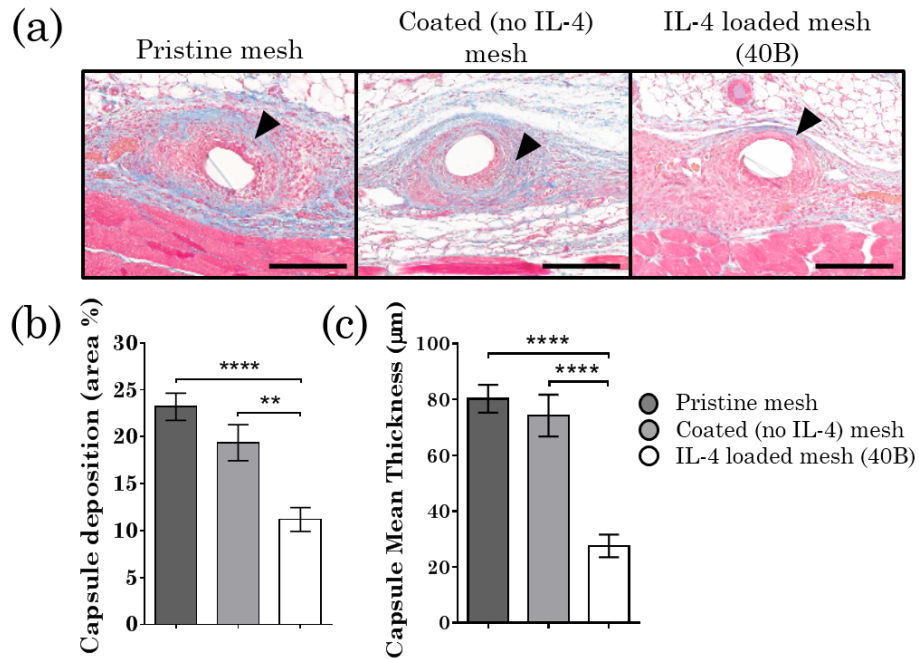 (a)
Pristine mesh
Coated (no IL-4)
mesh
IL-4 loaded mesh
(40B)
(b)
Capsule deposition (area %)
30
25
20
15
10
5
0
****
**
(c)
Capsule Mean Thickness (μm)
100
80
60
40
20
0
****
****
Pristine mesh
Coated (no IL-4) mesh
IL-4 loaded mesh (40B)